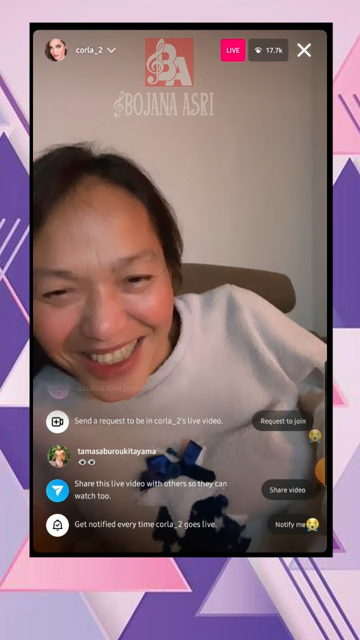 corla_2
LIVE
17.7k
BA
BOJANA ASRI
Send a request to be in corla_2's live video.
Request to join
tamasaburoukitayama
👀
Share this live video with others so they can
watch too.
Share video
Get notified every time corla_2 goes live.
Notify me